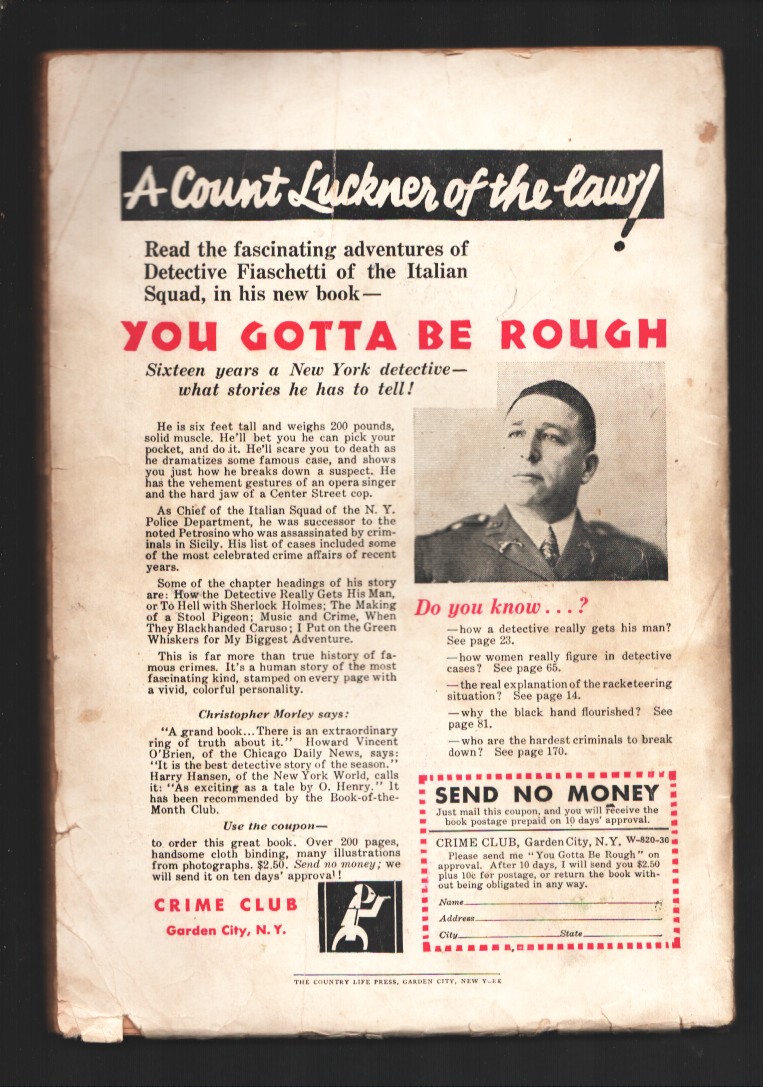 A Count Luckner of the law!
Read the fascinating adventures of
Detective Fiaschetti of the Italian
Squad, in his new book—
YOU GOTTA BE ROUGH
Sixteen years a New York detective—
what stories he has to tell!
He is six feet tall and weighs 200 pounds,
solid muscle. He'll bet you he can pick your
pocket, and do it. He'll scare you to death as
he dramatizes some famous case, and shows
you just how he breaks down a suspect. He
has the vehement gestures of an opera singer
and the hard jaw of a Center Street cop.
As Chief of the Italian Squad of the N. Y.
Police Department, he was successor to the
noted Petrosino who was assassinated by crim-
inals in Sicily. His list of cases included some
of the most celebrated crime affairs of recent
years.
Some of the chapter headings of his story
are: How the Detective Really Gets His Man,
or To Hell with Sherlock Holmes; The Making
of a Stool Pigeon; Music and Crime, When
They Blackhanded Caruso; I Put on the Green
Whiskers for My Biggest Adventure.
This is far more than true history of fa-
mous crimes. It's a human story of the most
fascinating kind, stamped on every page with
a vivid, colorful personality.
Christopher Morley says:
"A grand book...There is an extraordinary
ring of truth about it." Howard Vincent
O'Brien, of the Chicago Daily News, says:
"It is the best detective story of the season."
Harry Hansen, of the New York World, calls
it: "As exciting as a tale by O. Henry." It
has been recommended by the Book-of-the-
Month Club.
Use the coupon—
to order this great book. Over 200 pages,
handsome cloth binding, many illustrations
from photographs. $2.50. Send no money; we
will send it on ten days' approval!
CRIME CLUB
Garden City, N. Y.
Do you know...?
—how a detective really gets his man?
See page 23.
—how women really figure in detective
cases? See page 65.
—the real explanation of the racketeering
situation? See page 14.
—why the black hand flourished? See
page 81.
—who are the hardest criminals to break
down? See page 170.
SEND NO MONEY
Just mail this coupon, and you will receive the
book postage prepaid on 10 days' approval.
CRIME CLUB, Garden City, N. Y. W-820-30
Please send me "You Gotta Be Rough" on
approval. After 10 days, I will send you $2.50
plus 10c for postage, or return the book with-
out being obligated in any way.
Name
Address
City State
THE COUNTRY LIFE PRESS, GARDEN CITY, NEW YORK